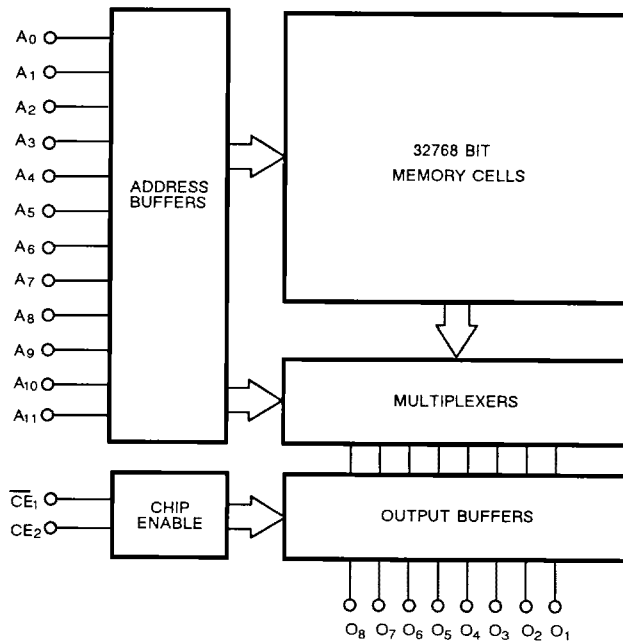 A0
A1
A2
A3
A4
A5
A6
A7
A8
A9
A10
A11
ADDRESS
BUFFERS
32768 BIT
MEMORY CELLS
MULTIPLEXERS
C̅E̅1
CE2
CHIP
ENABLE
OUTPUT BUFFERS
O8 O7 O6 O5 O4 O3 O2 O1